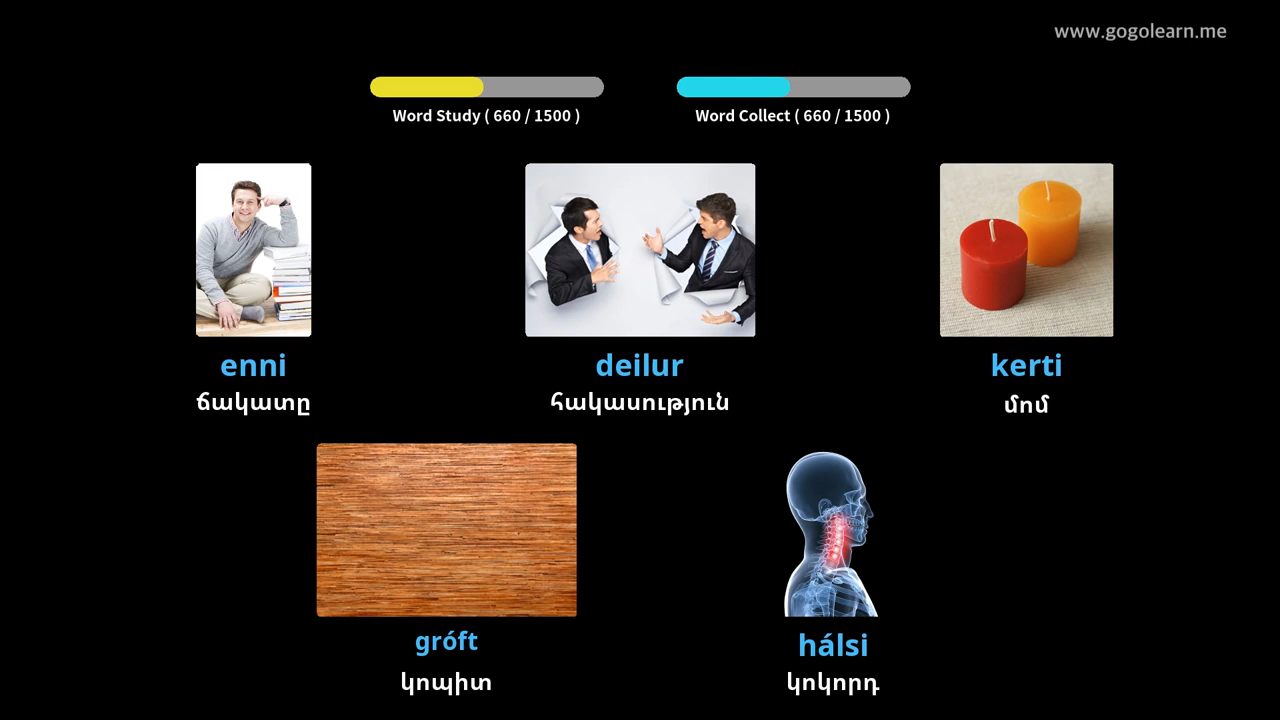 www.gogolearn.me
Word Study ( 660 / 1500 )
Word Collect ( 660 / 1500 )
enni
ճակատը
deilur
հակասություն
kerti
մոմ
gróft
կոպիտ
hálsi
կոկորդ